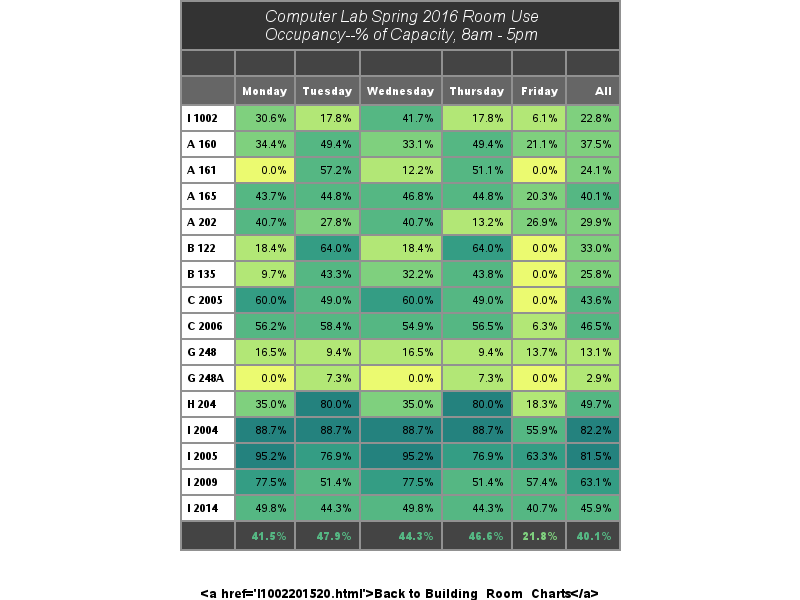 Computer Lab Spring 2016 Room Use
Occupancy--% of Capacity, 8am - 5pm
Monday Tuesday Wednesday Thursday Friday All
I 1002 30.6% 17.8% 41.7% 17.8% 6.1% 22.8%
A 160 34.4% 49.4% 33.1% 49.4% 21.1% 37.5%
A 161 0.0% 57.2% 12.2% 51.1% 0.0% 24.1%
A 165 43.7% 44.8% 46.8% 44.8% 20.3% 40.1%
A 202 40.7% 27.8% 40.7% 13.2% 26.9% 29.9%
B 122 18.4% 64.0% 18.4% 64.0% 0.0% 33.0%
B 135 9.7% 43.3% 32.2% 43.8% 0.0% 25.8%
C 2005 60.0% 49.0% 60.0% 49.0% 0.0% 43.6%
C 2006 56.2% 58.4% 54.9% 56.5% 6.3% 46.5%
G 248 16.5% 9.4% 16.5% 9.4% 13.7% 13.1%
G 248A 0.0% 7.3% 0.0% 7.3% 0.0% 2.9%
H 204 35.0% 80.0% 35.0% 80.0% 18.3% 49.7%
I 2004 88.7% 88.7% 88.7% 88.7% 55.9% 82.2%
I 2005 95.2% 76.9% 95.2% 76.9% 63.3% 81.5%
I 2009 77.5% 51.4% 77.5% 51.4% 57.4% 63.1%
I 2014 49.8% 44.3% 49.8% 44.3% 40.7% 45.9%
41.5% 47.9% 44.3% 46.6% 21.8% 40.1%
<a href='I1002201520.html'>Back to Building_Room_Charts</a>